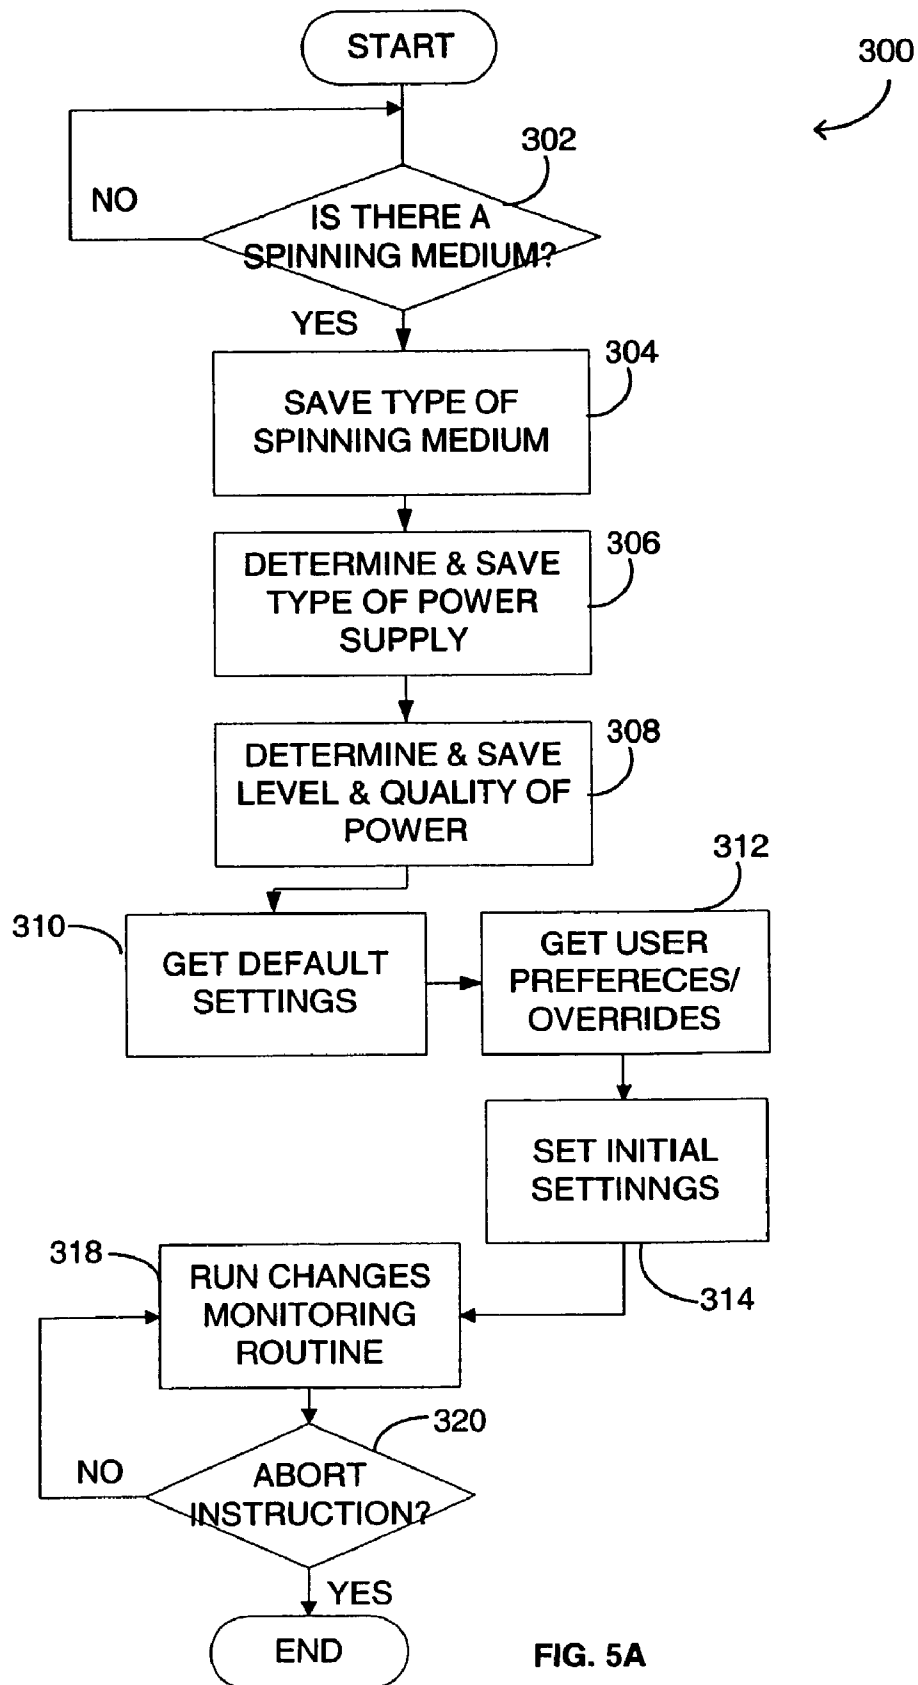 START
300
302
NO
IS THERE A
SPINNING MEDIUM?
YES
304
SAVE TYPE OF
SPINNING MEDIUM
306
DETERMINE & SAVE
TYPE OF POWER
SUPPLY
308
DETERMINE & SAVE
LEVEL & QUALITY OF
POWER
312
310
GET DEFAULT
SETTINGS
GET USER
PREFERECES/
OVERRIDES
SET INITIAL
SETTINNGS
314
318
RUN CHANGES
MONITORING
ROUTINE
320
NO
ABORT
INSTRUCTION?
YES
END
FIG. 5A